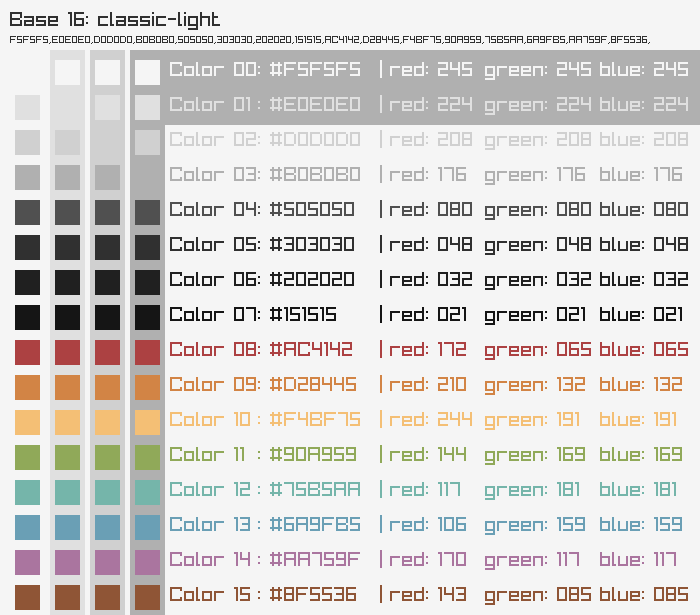 Base 16: classic-light
F5F5F5,E0E0E0,D0D0D0,B0B0B0,505050,303030,202020,151515,AC4142,D28445,F4BF75,90A959,75B5AA,6A9FB5,AA759F,8F5536,
Color 00: #F5F5F5 | red: 245 green: 245 blue: 245
Color 01 : #E0E0E0 | red: 224 green: 224 blue: 224
Color 02: #D0D0D0 | red: 208 green: 208 blue: 208
Color 03: #B0B0B0 | red: 176 green: 176 blue: 176
Color 04: #505050 | red: 080 green: 080 blue: 080
Color 05: #303030 | red: 048 green: 048 blue: 048
Color 06: #202020 | red: 032 green: 032 blue: 032
Color 07: #151515 | red: 021 green: 021 blue: 021
Color 08: #AC4142 | red: 172 green: 065 blue: 065
Color 09: #D28445 | red: 210 green: 132 blue: 132
Color 10 : #F4BF75 | red: 244 green: 191 blue: 191
Color 11 : #90A959 | red: 144 green: 169 blue: 169
Color 12 : #75B5AA | red: 117 green: 181 blue: 181
Color 13 : #6A9FB5 | red: 106 green: 159 blue: 159
Color 14 : #AA759F | red: 170 green: 117 blue: 117
Color 15 : #8F5536 | red: 143 green: 085 blue: 085